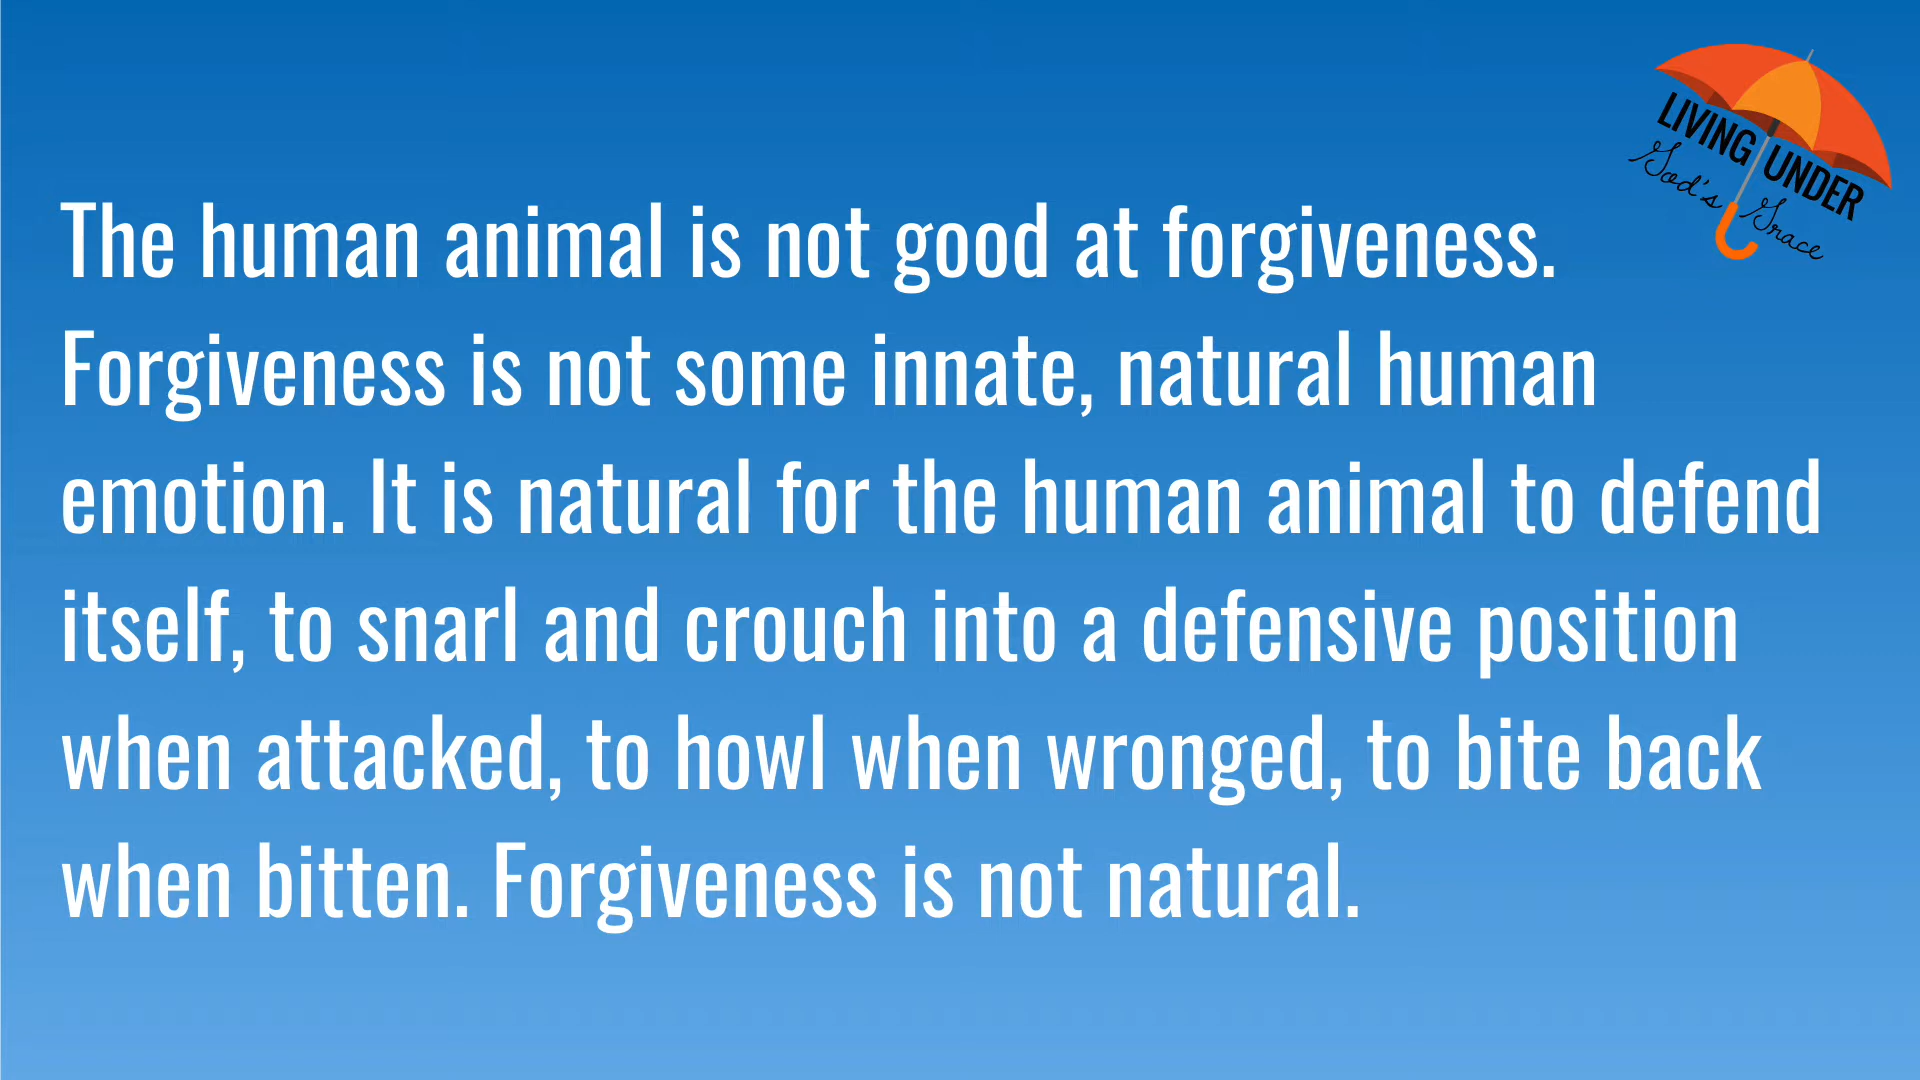 LIVING UNDER
God's Grace
The human animal is not good at forgiveness.
Forgiveness is not some innate, natural human
emotion. It is natural for the human animal to defend
itself, to snarl and crouch into a defensive position
when attacked, to howl when wronged, to bite back
when bitten. Forgiveness is not natural.